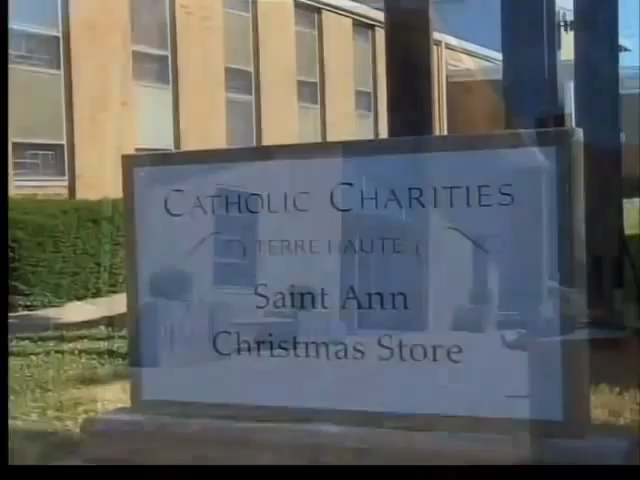 CATHOLIC CHARITIES
TERRE HAUTE
Saint Ann
Christmas Store